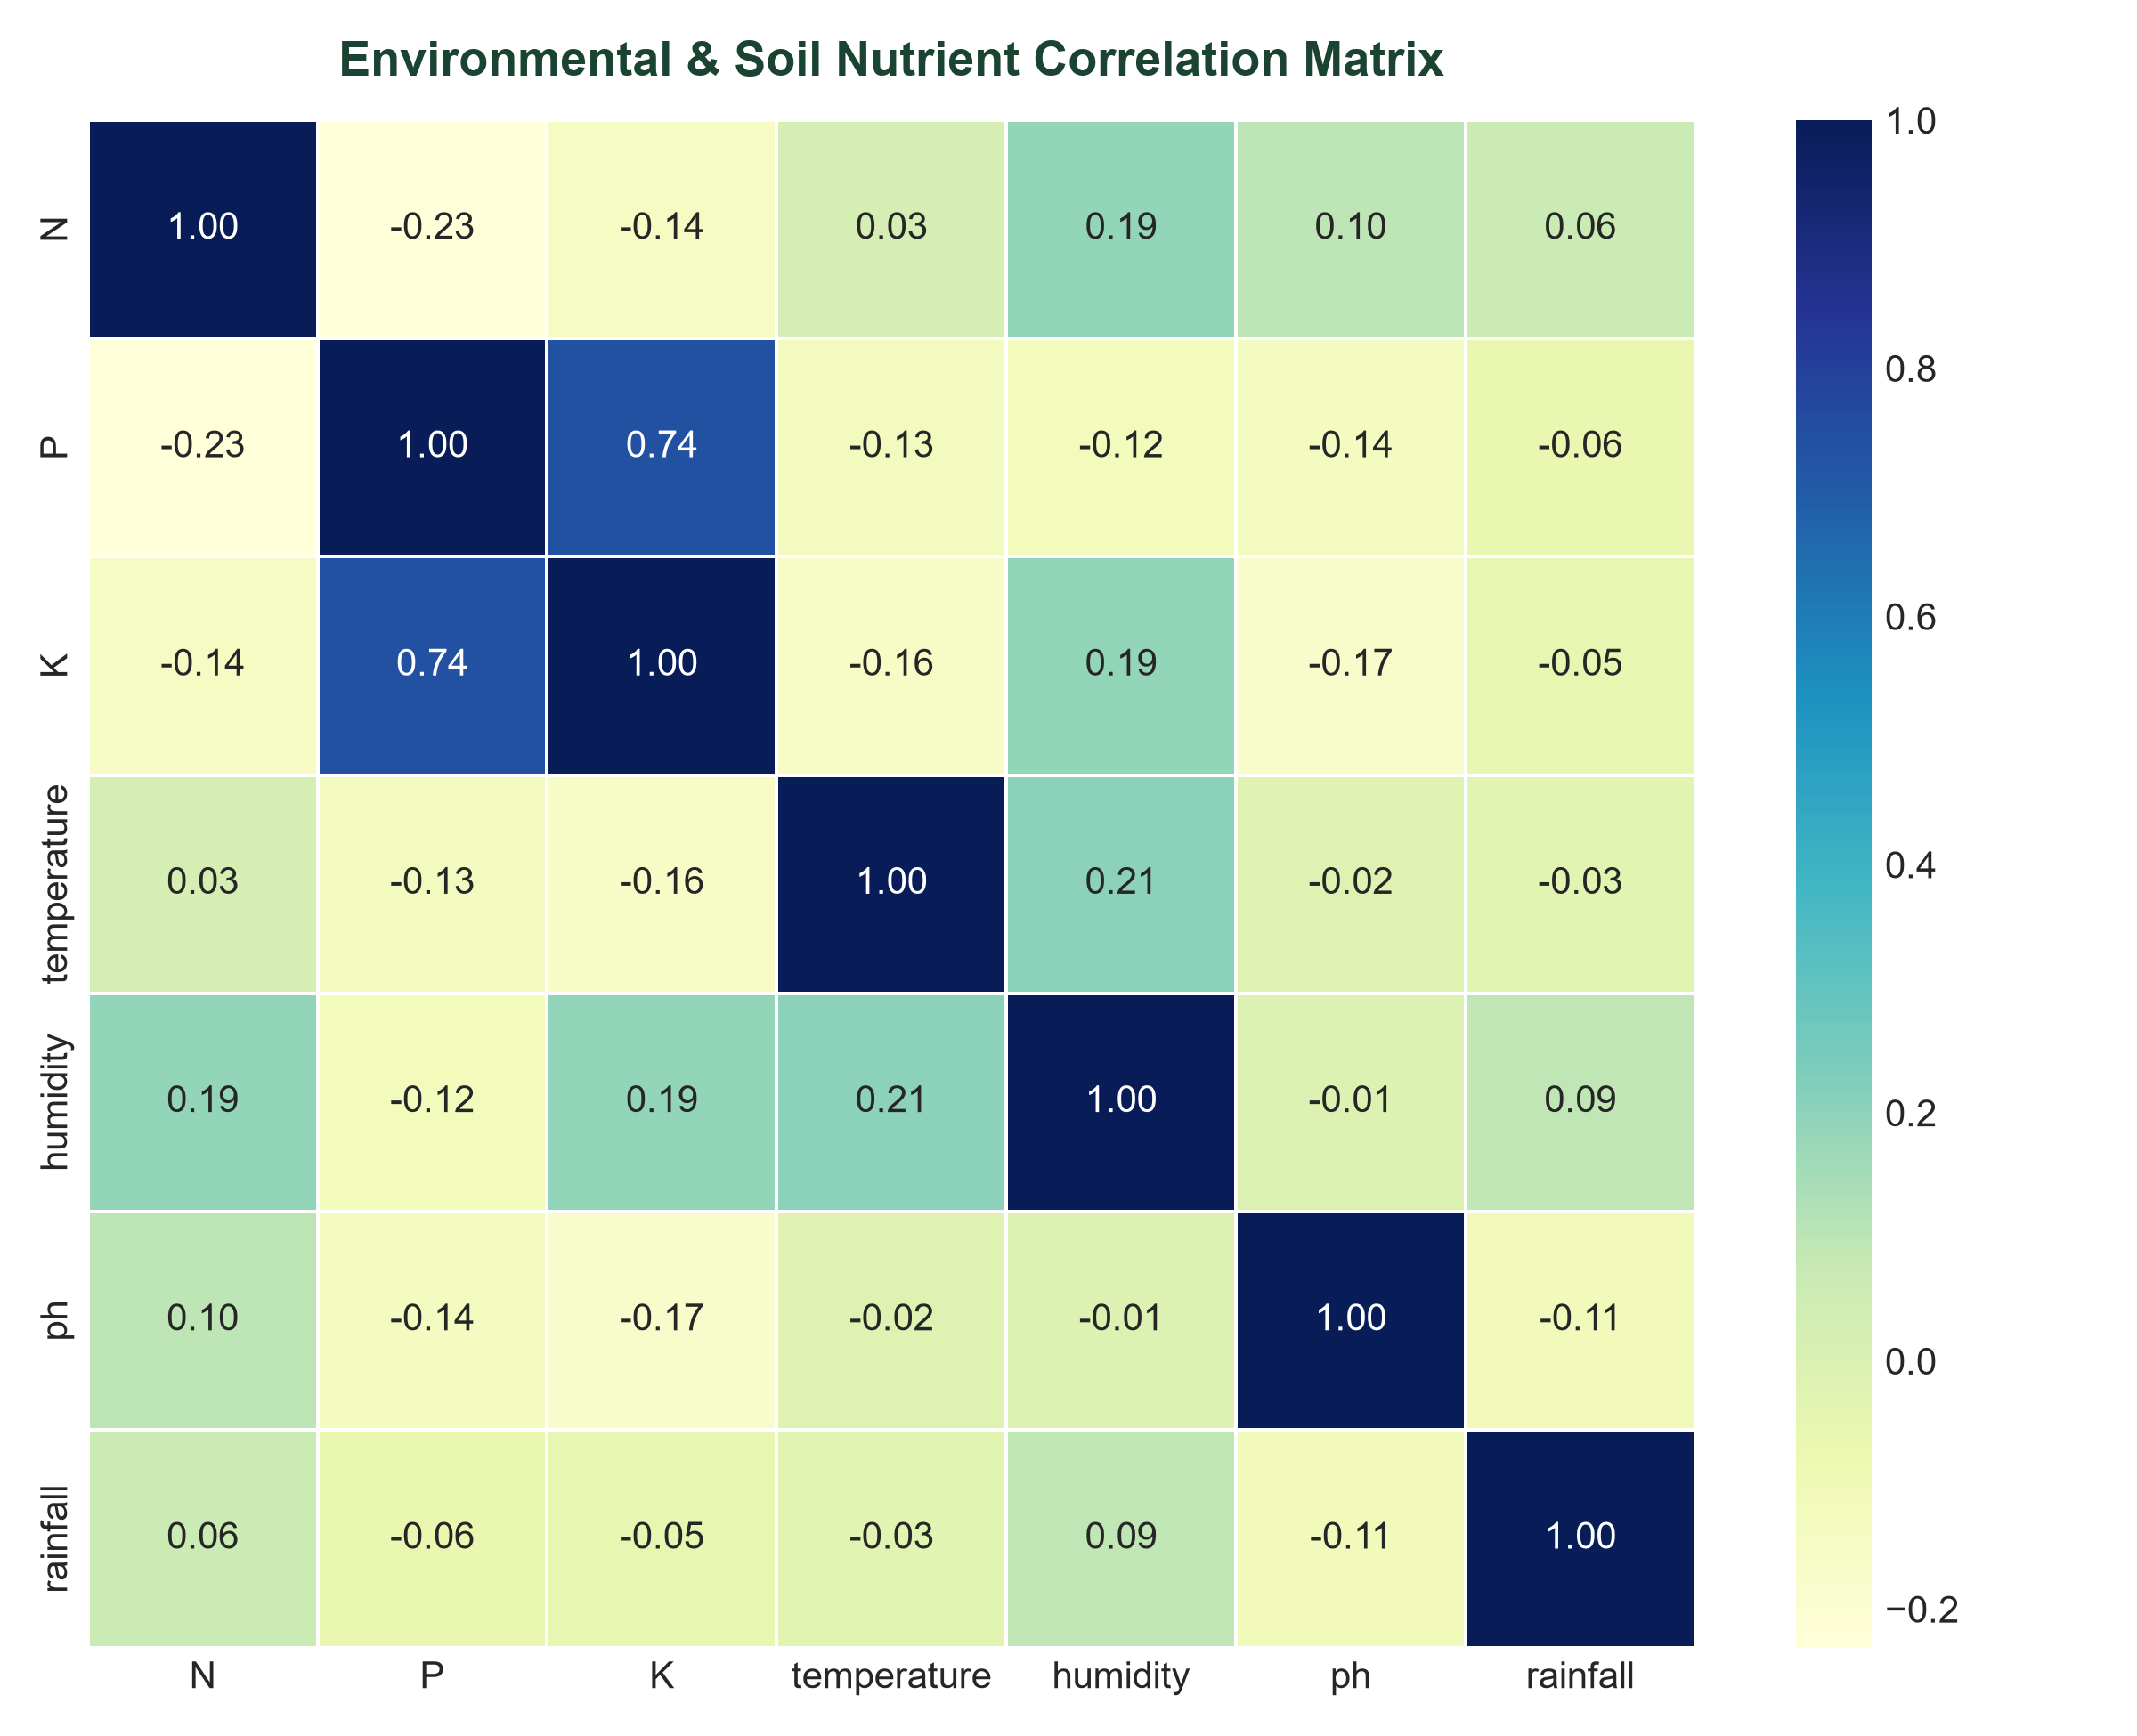 Environmental & Soil Nutrient Correlation Matrix
N 1.00 -0.23 -0.14 0.03 0.19 0.10 0.06
P -0.23 1.00 0.74 -0.13 -0.12 -0.14 -0.06
K -0.14 0.74 1.00 -0.16 0.19 -0.17 -0.05
temperature 0.03 -0.13 -0.16 1.00 0.21 -0.02 -0.03
humidity 0.19 -0.12 0.19 0.21 1.00 -0.01 0.09
ph 0.10 -0.14 -0.17 -0.02 -0.01 1.00 -0.11
rainfall 0.06 -0.06 -0.05 -0.03 0.09 -0.11 1.00
N P K temperature humidity ph rainfall
1.0
0.8
0.6
0.4
0.2
0.0
−0.2